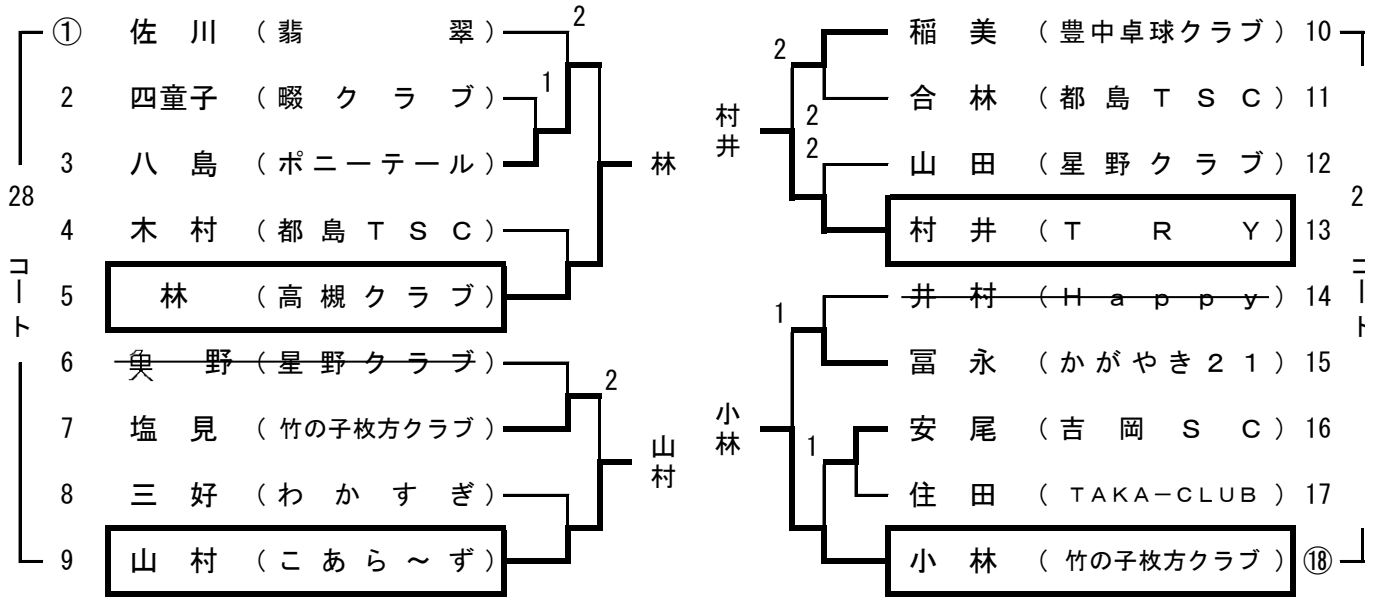 ① 佐川 (翡翠) 2
2 四童子 (畷クラブ) 1
3 八島 (ポニーテール)
林
28コート
4 木村 (都島TSC)
5 林 (高槻クラブ)
6 魚野 (星野クラブ)
2
7 塩見 (竹の子枚方クラブ)
山村
8 三好 (わかすぎ)
9 山村 (こあら～ず)
2 稲美 (豊中卓球クラブ) 10
合林 (都島TSC) 11
村井
2
2
山田 (星野クラブ) 12
2
コート
村井 (TRY) 13
井村 (Happy) 14
1
冨永 (かがやき21) 15
小林
安尾 (吉岡SC) 16
1
住田 (TAKA－CLUB) 17
小林 (竹の子枚方クラブ) ⑱